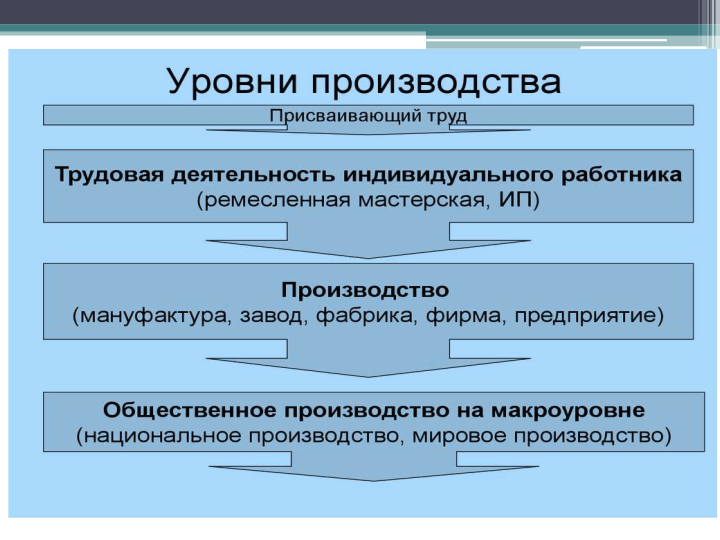 Уровни производства
Присваивающий труд
Трудовая деятельность индивидуального работника
(ремесленная мастерская, ИП)
Производство
(мануфактура, завод, фабрика, фирма, предприятие)
Общественное производство на макроуровне
(национальное производство, мировое производство)